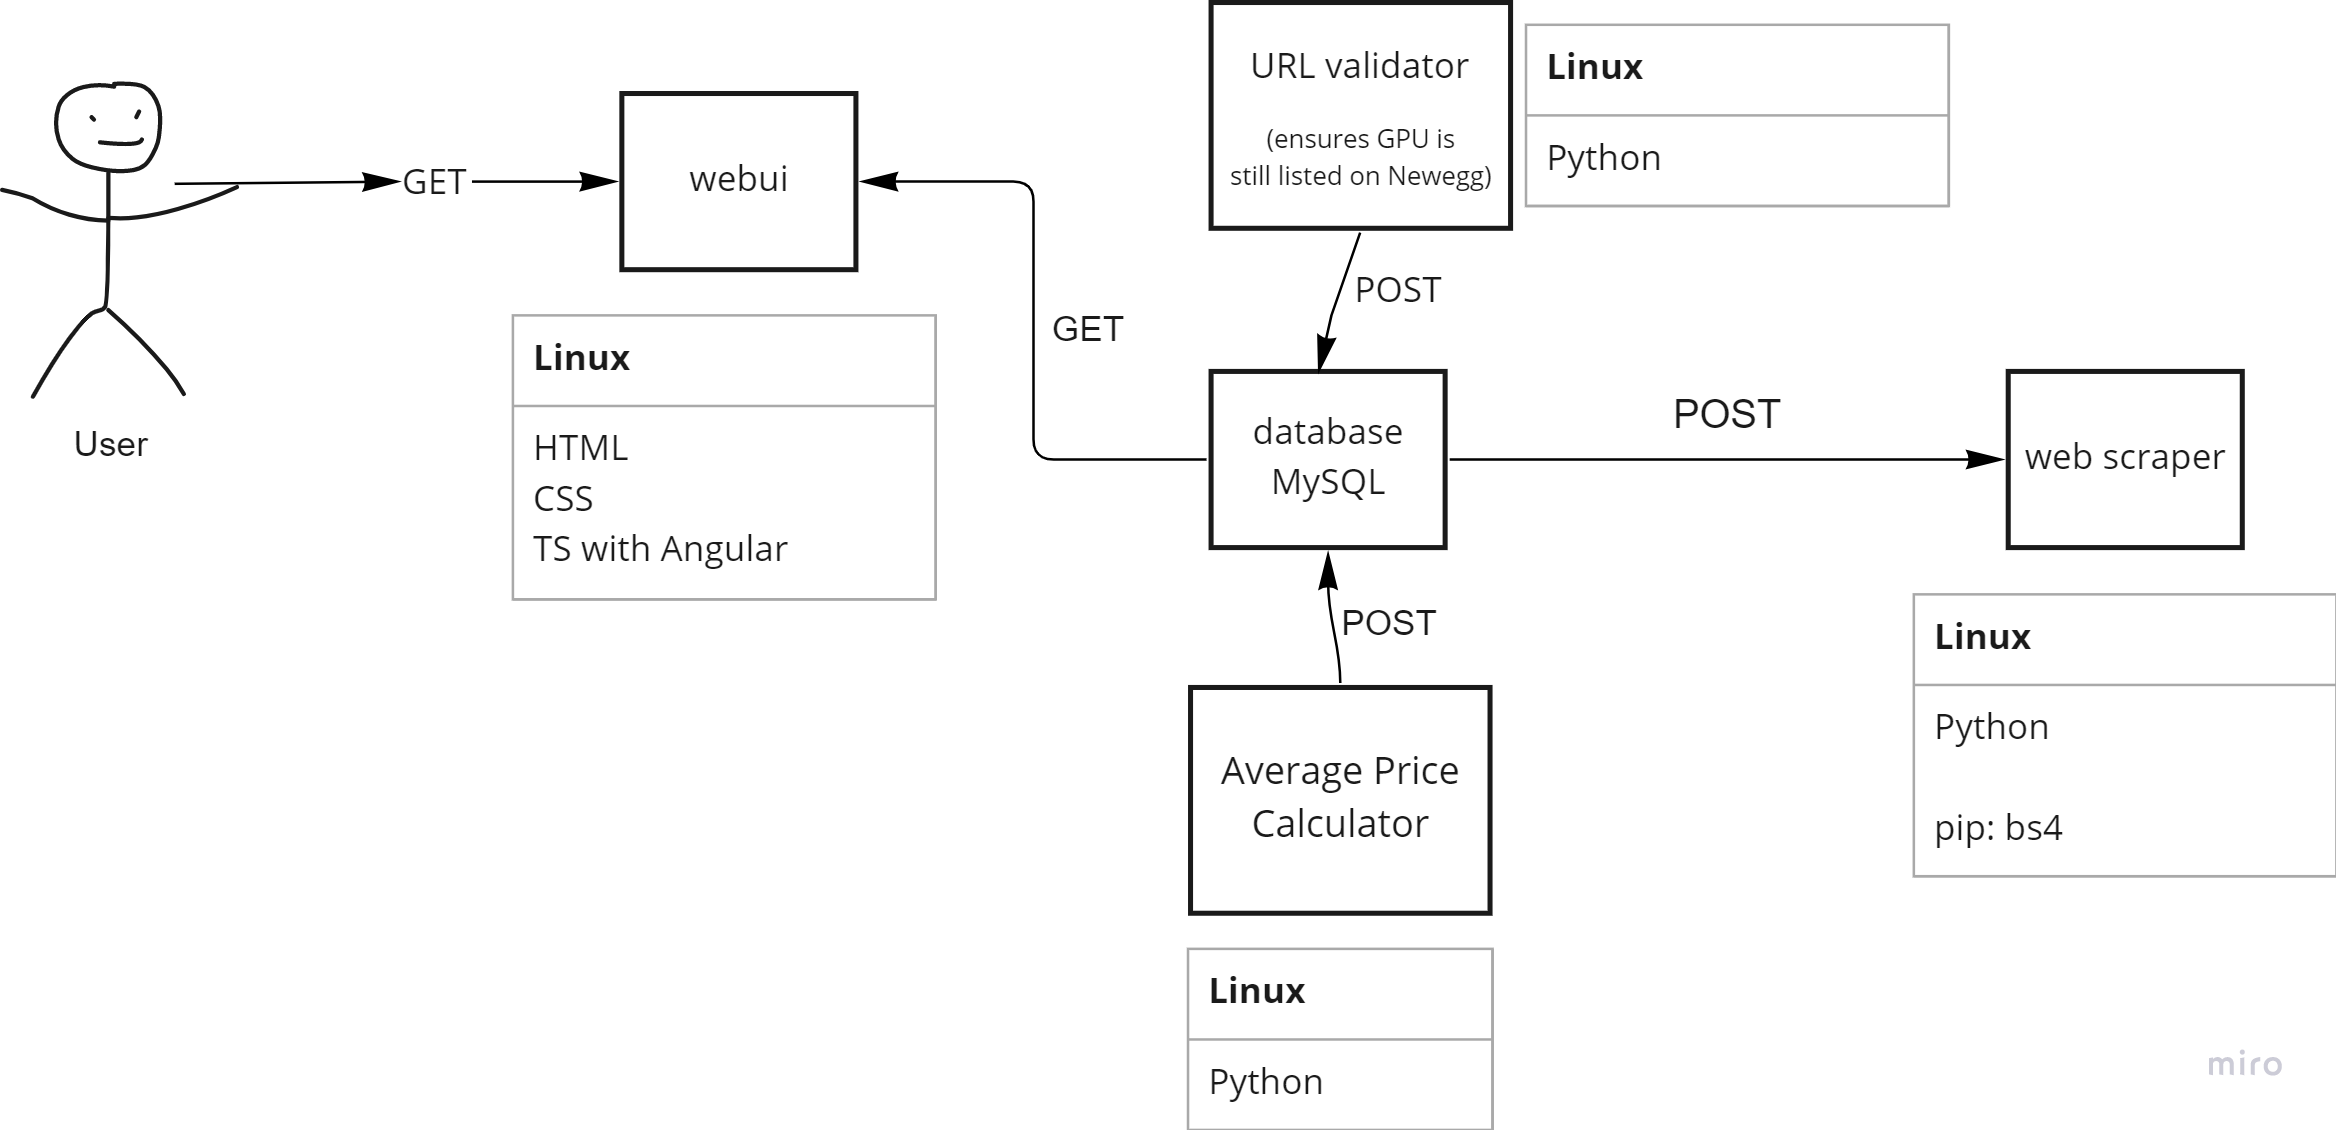 User
GET
webui
Linux
HTML
CSS
TS with Angular
GET
URL validator
(ensures GPU is
still listed on Newegg)
Linux
Python
POST
database
MySQL
POST
web scraper
Linux
Python
pip: bs4
POST
Average Price
Calculator
Linux
Python
miro